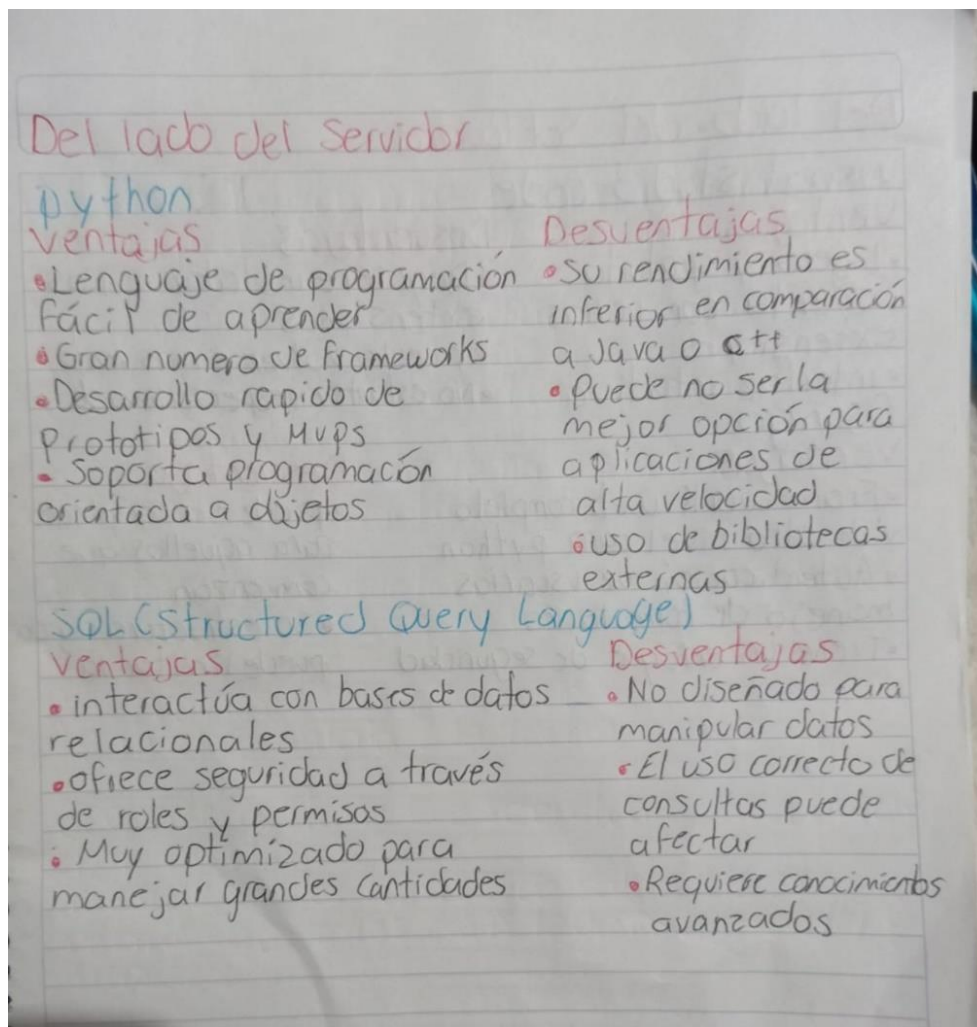 Del lado del Servidor
python
Ventajas
•Lenguaje de programación
fácil de aprender
•Gran numero de frameworks
•Desarrollo rapido de
Prototipos y MVPs
•Soporta programación
orientada a objetos
Desventajas
•Su rendimiento es
inferior en comparación
a Java o C++
•Puede no ser la
mejor opción para
aplicaciones de
alta velocidad
•uso de bibliotecas
externas
SQL (Structured Query Language)
Ventajas
•interactúa con bases de datos
relacionales
•ofrece seguridad a través
de roles y permisos
•Muy optimizado para
manejar grandes cantidades
Desventajas
•No diseñado para
manipular datos
•El uso correcto de
consultas puede
afectar
•Requiere conocimientos
avanzados